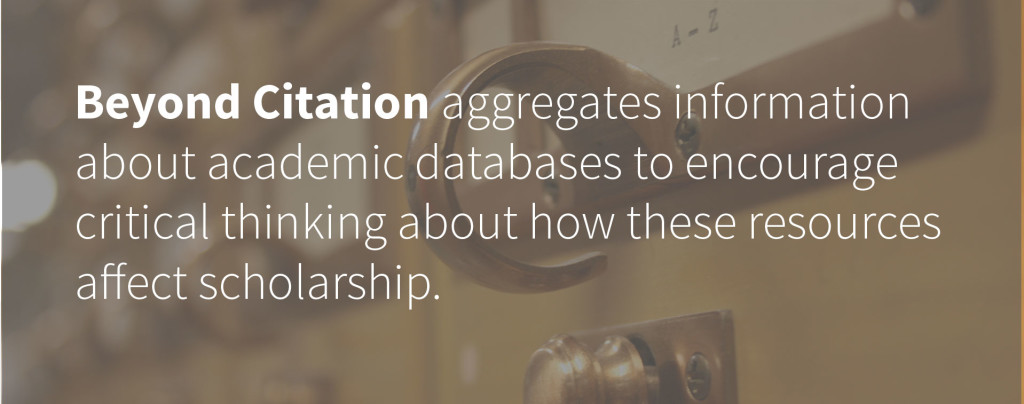 A - Z
Beyond Citation aggregates information
about academic databases to encourage
critical thinking about how these resources
affect scholarship.